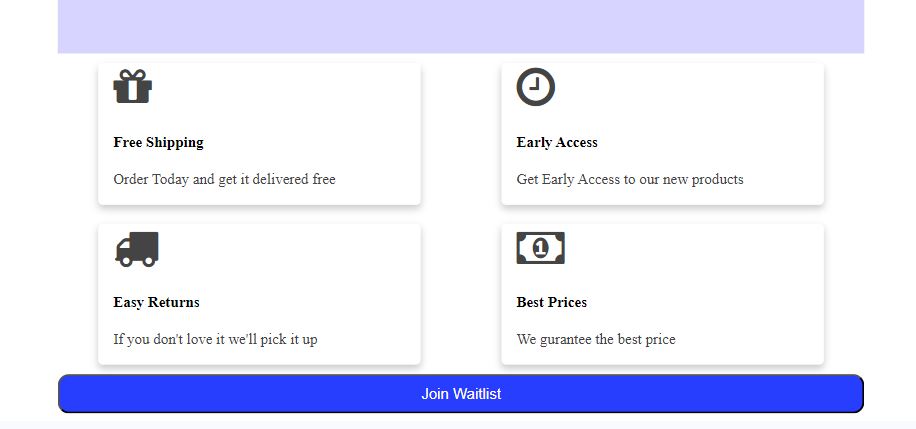 Free Shipping
Order Today and get it delivered free
Early Access
Get Early Access to our new products
Easy Returns
If you don't love it we'll pick it up
1
Best Prices
We gurantee the best price
Join Waitlist